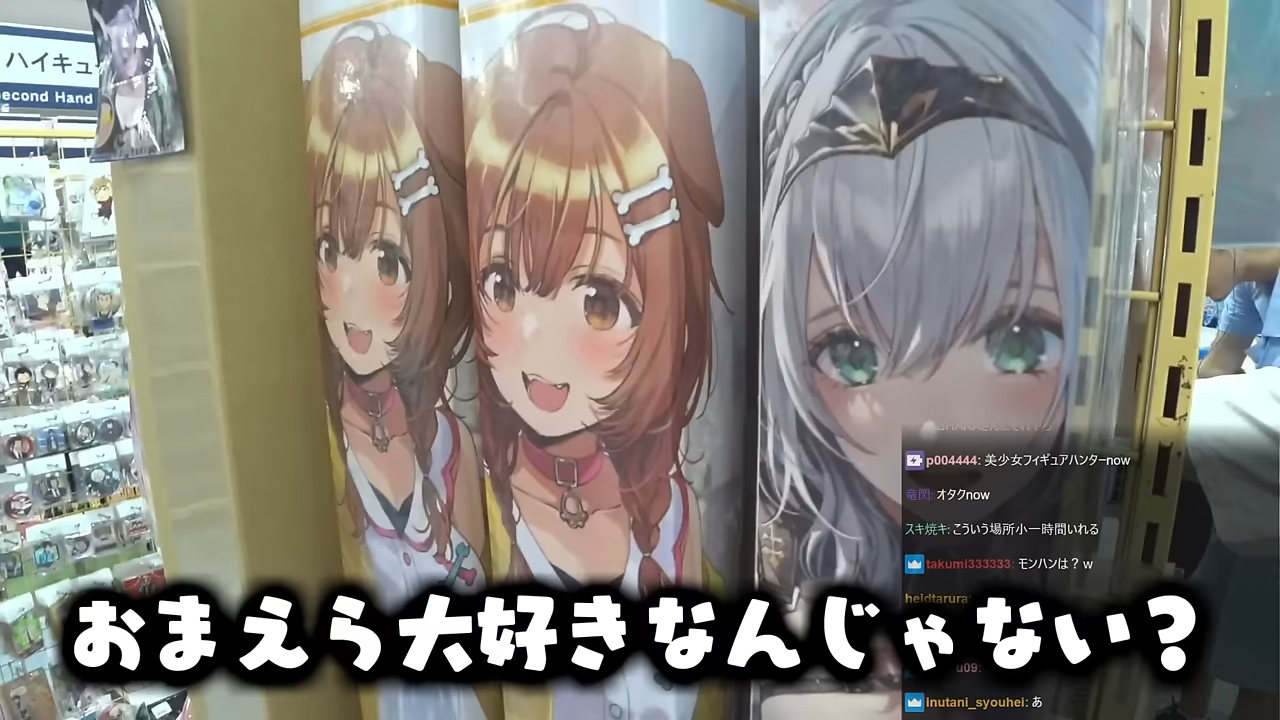 ハイキュ
Second Hand
p004444: 美少女フィギュアハンターnow
竜閃: オタクnow
スキ焼キ: こういう場所小一時間いれる
takumi333333: モンハンは？ｗ
heidtarura:
u09:
inutani_syouhei: あ
おまえら大好きなんじゃない？